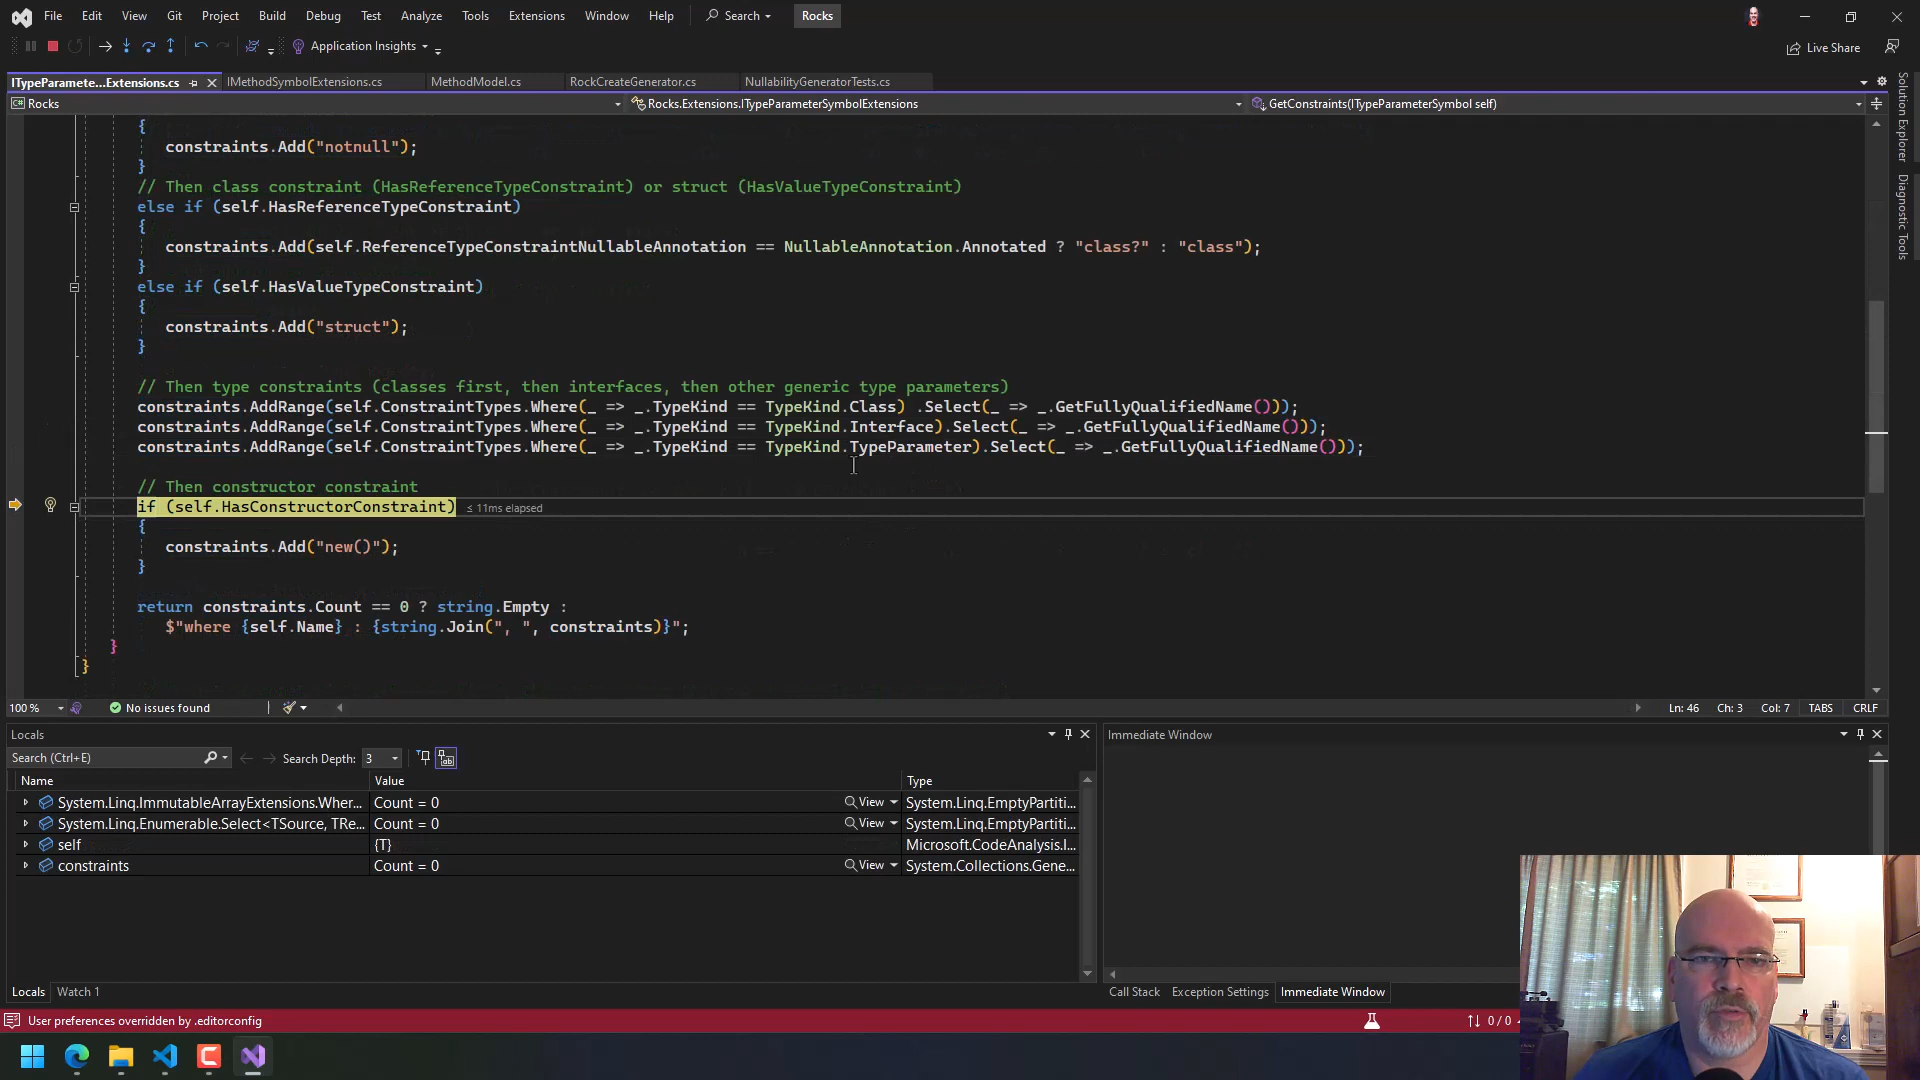 File Edit View Git Project Build Debug Test Analyze Tools Extensions Window Help Search Rocks
Application Insights Live Share
ITypeParamete...Extensions.cs IMethodSymbolExtensions.cs MethodModel.cs RockCreateGenerator.cs NullabilityGeneratorTests.cs
C# Rocks Rocks.Extensions.ITypeParameterSymbolExtensions GetConstraints(ITypeParameterSymbol self)
Solution Explorer
Diagnostic Tools
{
constraints.Add("notnull");
}
// Then class constraint (HasReferenceTypeConstraint) or struct (HasValueTypeConstraint)
else if (self.HasReferenceTypeConstraint)
{
constraints.Add(self.ReferenceTypeConstraintNullableAnnotation == NullableAnnotation.Annotated ? "class?" : "class");
}
else if (self.HasValueTypeConstraint)
{
constraints.Add("struct");
}
// Then type constraints (classes first, then interfaces, then other generic type parameters)
constraints.AddRange(self.ConstraintTypes.Where(_ => _.TypeKind == TypeKind.Class) .Select(_ => _.GetFullyQualifiedName()));
constraints.AddRange(self.ConstraintTypes.Where(_ => _.TypeKind == TypeKind.Interface).Select(_ => _.GetFullyQualifiedName()));
constraints.AddRange(self.ConstraintTypes.Where(_ => _.TypeKind == TypeKind.TypeParameter).Select(_ => _.GetFullyQualifiedName()));
// Then constructor constraint
if (self.HasConstructorConstraint) ≤ 11ms elapsed
{
constraints.Add("new()");
}
return constraints.Count == 0 ? string.Empty :
$"where {self.Name} : {string.Join(", ", constraints)}";
}
}
100 % No issues found Ln: 46 Ch: 3 Col: 7 TABS CRLF
Locals
Search (Ctrl+E) Search Depth: 3
Name Value Type
System.Linq.ImmutableArrayExtensions.Wher... Count = 0 View System.Linq.EmptyPartiti...
System.Linq.Enumerable.Select<TSource, TRe... Count = 0 View System.Linq.EmptyPartiti...
self {T} Microsoft.CodeAnalysis.I...
constraints Count = 0 View System.Collections.Gene...
Locals Watch 1
Immediate Window
Call Stack Exception Settings Immediate Window
User preferences overridden by .editorconfig 0 / 0